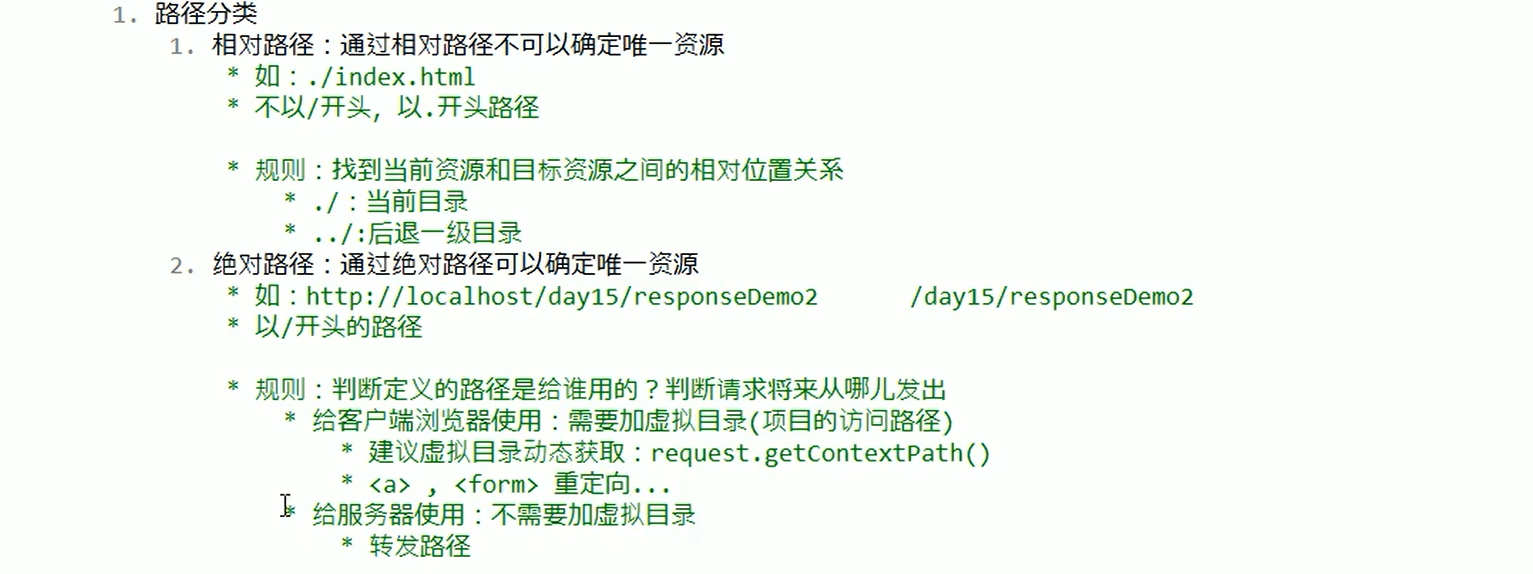 1. 路径分类
1. 相对路径：通过相对路径不可以确定唯一资源
* 如：./index.html
* 不以/开头，以.开头路径
* 规则：找到当前资源和目标资源之间的相对位置关系
* ./：当前目录
* ../:后退一级目录
2. 绝对路径：通过绝对路径可以确定唯一资源
* 如：http://localhost/day15/responseDemo2 /day15/responseDemo2
* 以/开头的路径
* 规则：判断定义的路径是给谁用的？判断请求将来从哪儿发出
* 给客户端浏览器使用：需要加虚拟目录(项目的访问路径)
* 建议虚拟目录动态获取：request.getContextPath()
* <a> , <form> 重定向...
* 给服务器使用：不需要加虚拟目录
* 转发路径